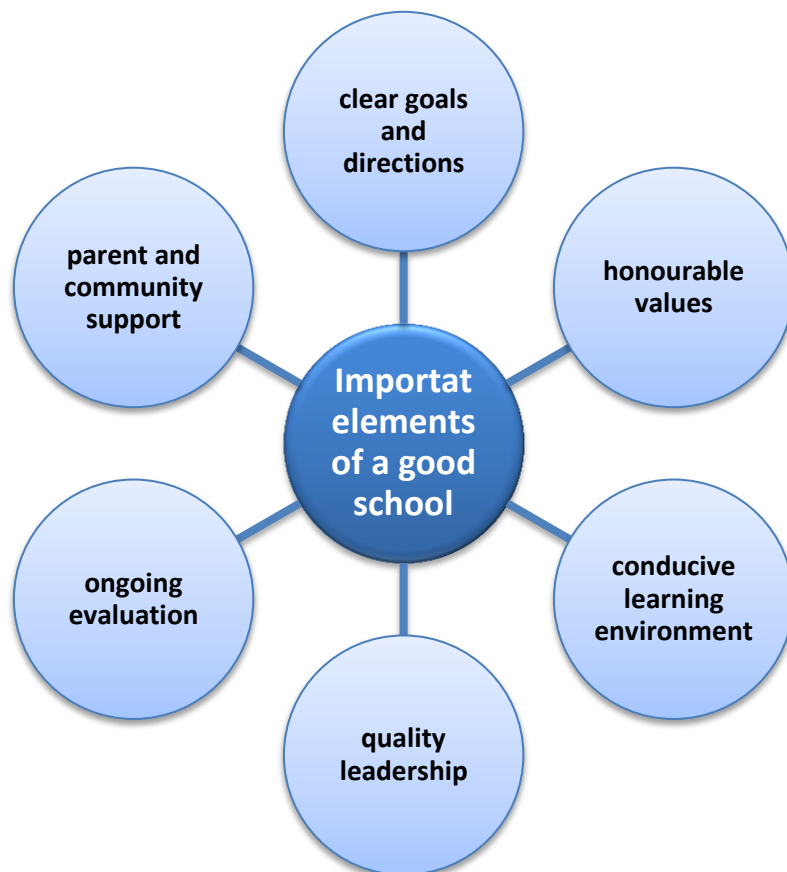 clear goals
and
directions
parent and
community
support
honourable
values
Importat
elements
of a good
school
ongoing
evaluation
conducive
learning
environment
quality
leadership